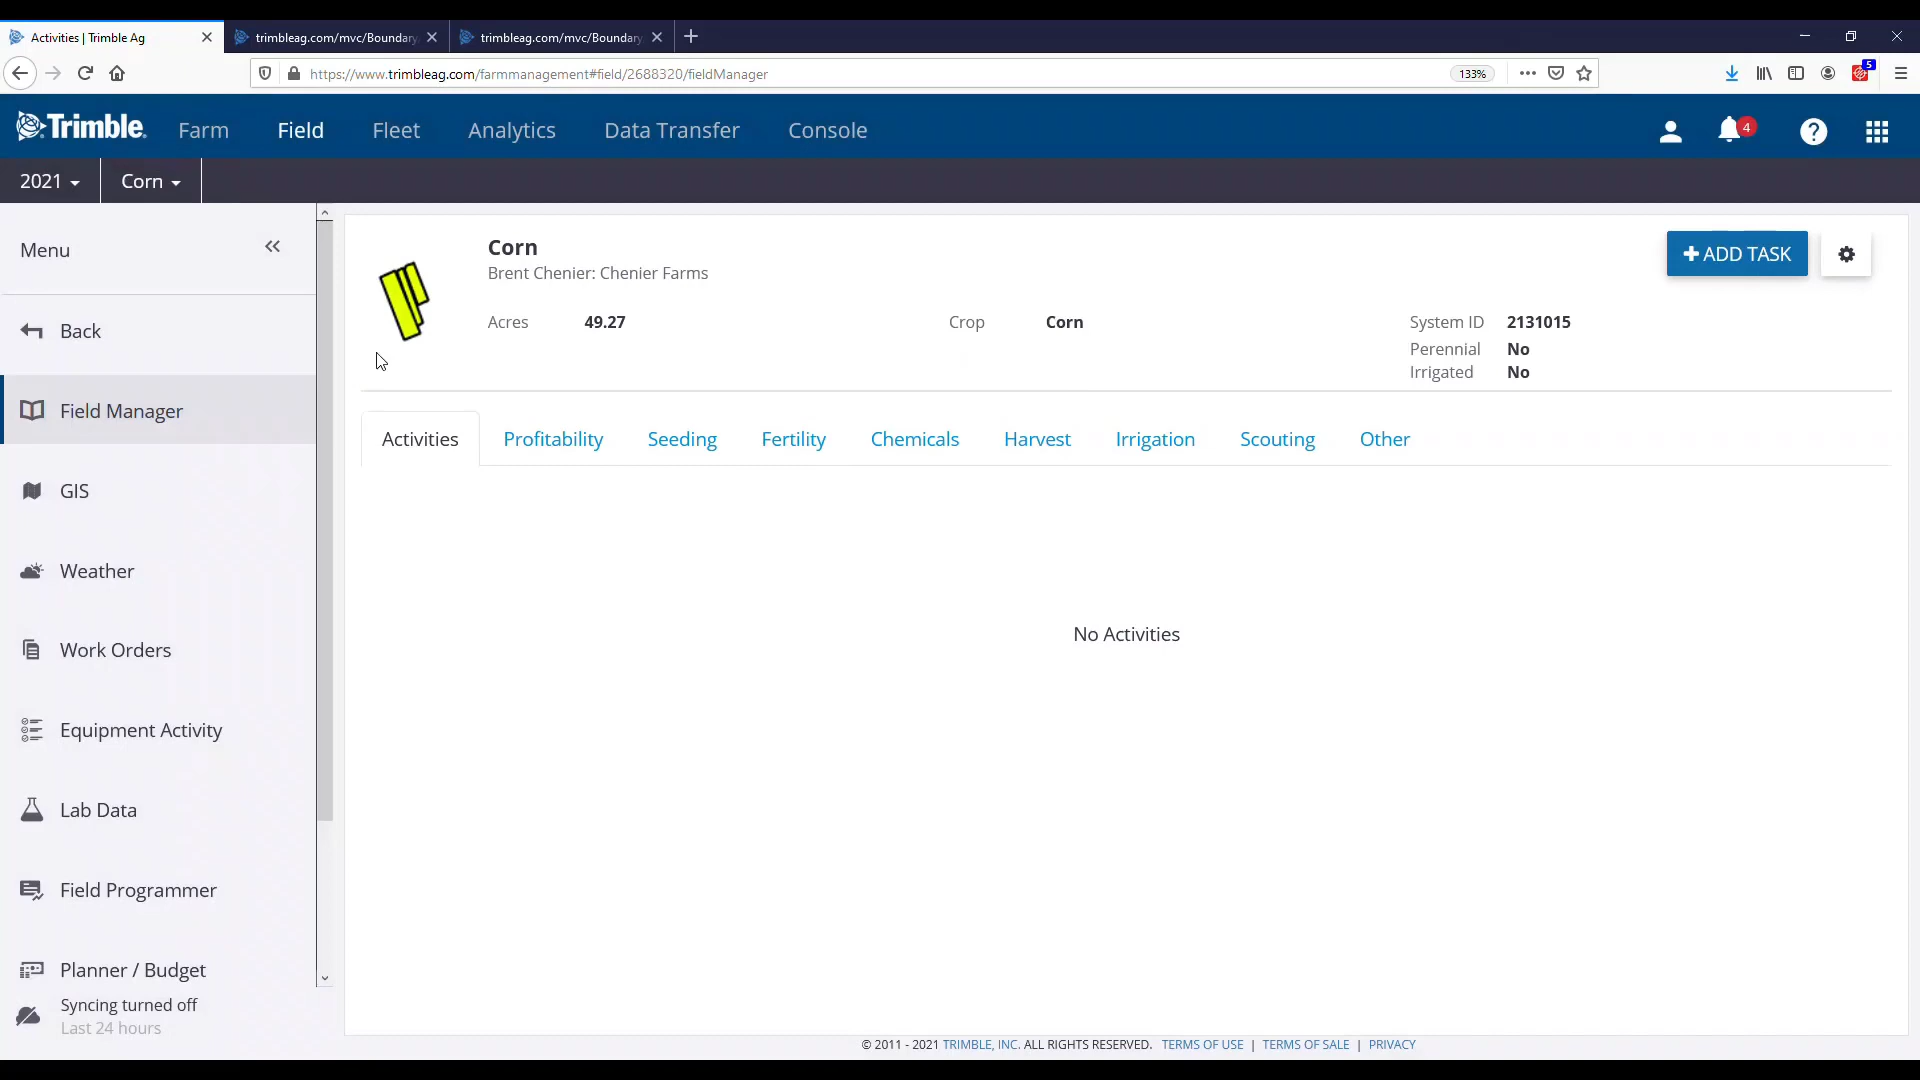 Activities | Trimble Ag
trimbleag.com/mvc/Boundary
trimbleag.com/mvc/Boundary
https://www.trimbleag.com/farmmanagement#field/2688320/fieldManager
133%
5
Trimble
Farm
Field
Fleet
Analytics
Data Transfer
Console
4
?
2021
Corn
Menu
Back
Field Manager
GIS
Weather
Work Orders
Equipment Activity
Lab Data
Field Programmer
Planner / Budget
Syncing turned off
Last 24 hours
Corn
Brent Chenier: Chenier Farms
Acres 49.27
Crop Corn
System ID 2131015
Perennial No
Irrigated No
ADD TASK
Activities
Profitability
Seeding
Fertility
Chemicals
Harvest
Irrigation
Scouting
Other
No Activities
© 2011 - 2021 TRIMBLE, INC. ALL RIGHTS RESERVED. TERMS OF USE | TERMS OF SALE | PRIVACY